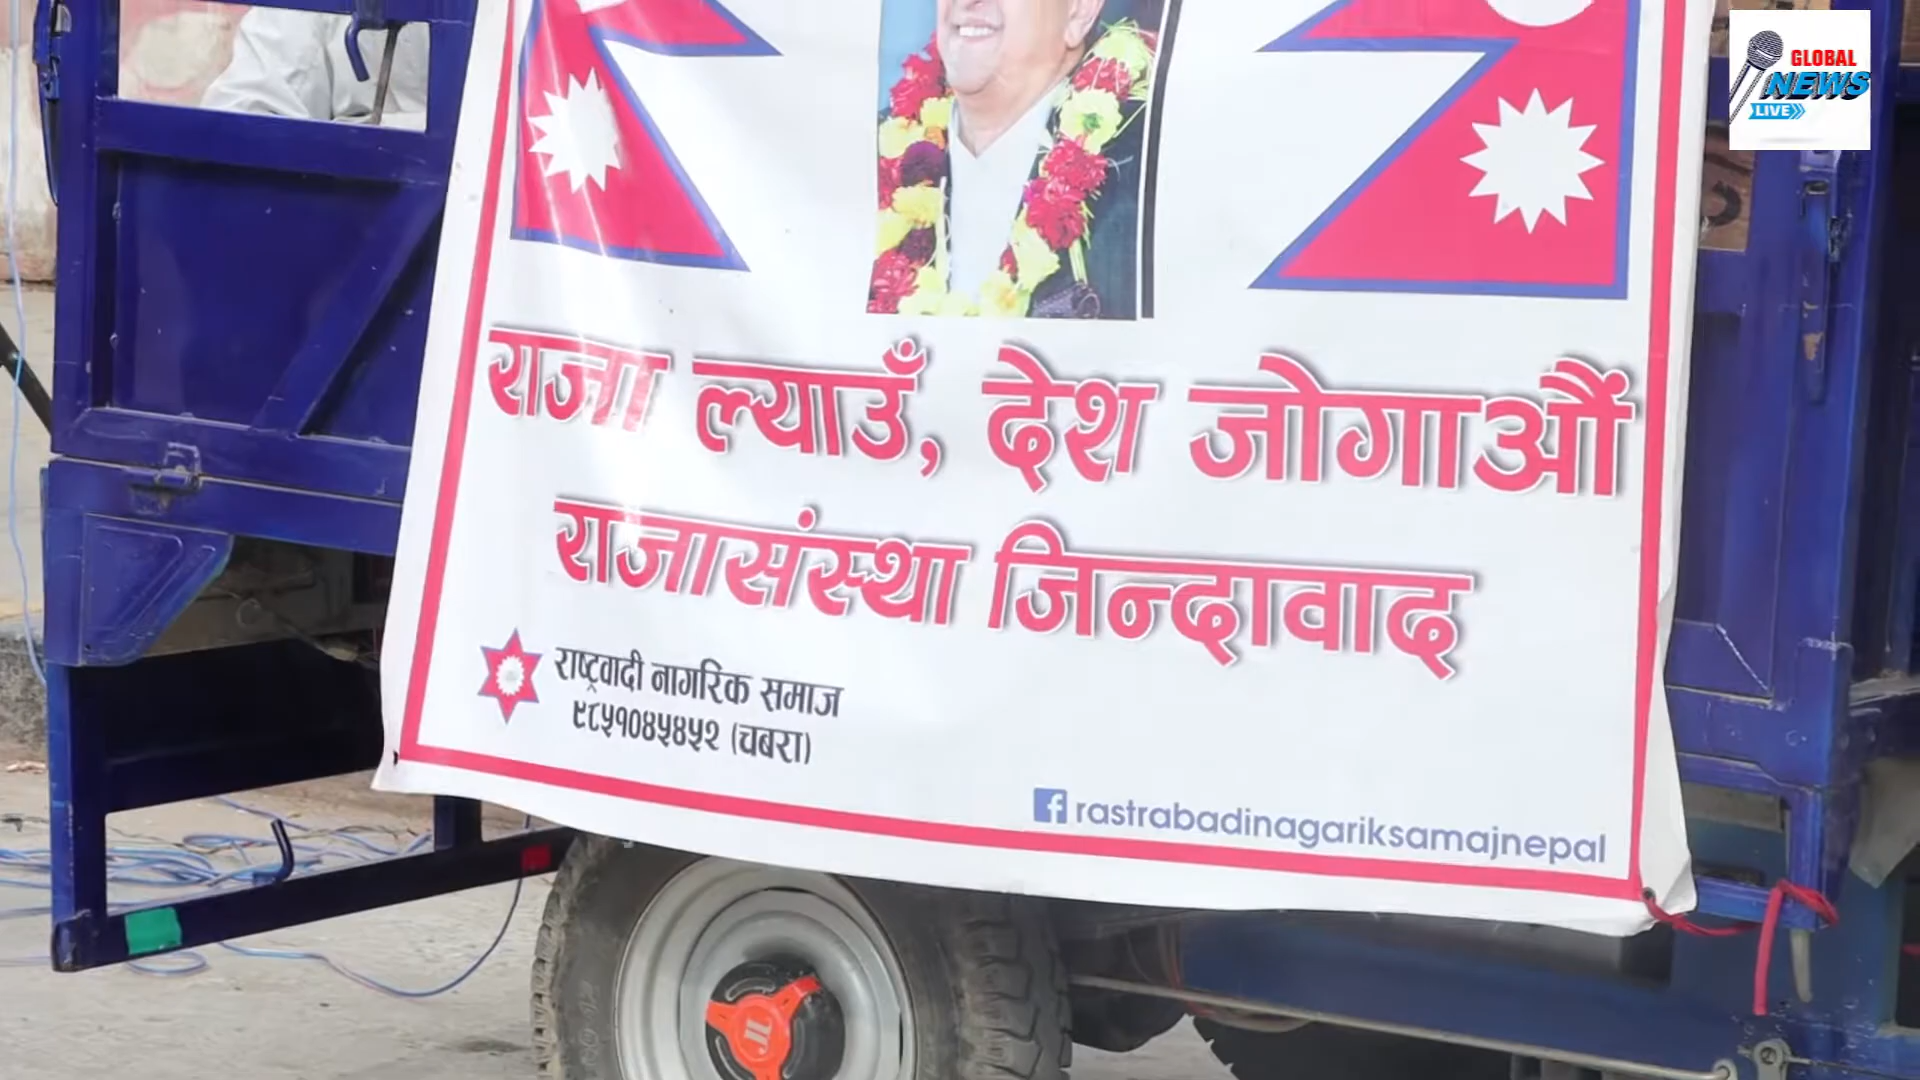 GLOBAL
NEWS
LIVE
राजा ल्याउँ, देश जोगाऔं
राजासंस्था जिन्दावाद
राष्ट्रवादी नागरिक समाज
९८५१०४५४५२ (चबरा)
f rastrabadinagariksamajnepal